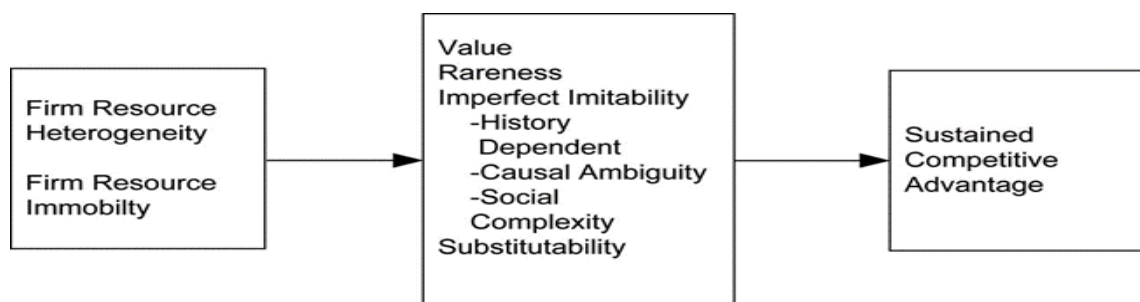 Firm Resource
Heterogeneity
Firm Resource
Immobilty
Value
Rareness
Imperfect Imitability
-History
Dependent
-Causal Ambiguity
-Social
Complexity
Substitutability
Sustained
Competitive
Advantage